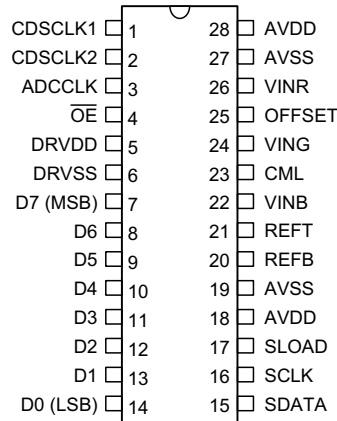 CDSCLK1 1 28 AVDD
CDSCLK2 2 27 AVSS
ADCCLK 3 26 VINR
OE 4 25 OFFSET
DRVDD 5 24 VING
DRVSS 6 23 CML
D7 (MSB) 7 22 VINB
D6 8 21 REFT
D5 9 20 REFB
D4 10 19 AVSS
D3 11 18 AVDD
D2 12 17 SLOAD
D1 13 16 SCLK
D0 (LSB) 14 15 SDATA